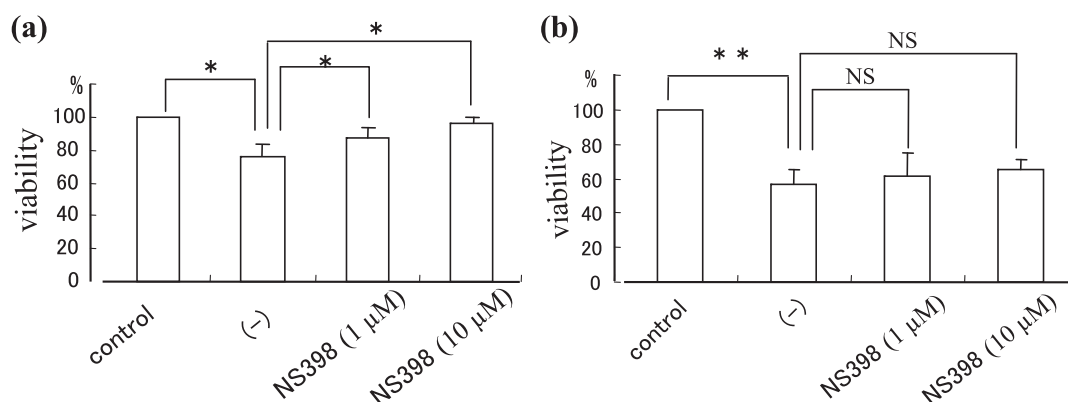 (a)
*
*
*
%
100
80
60
40
20
0
viability
control
(−)
NS398 (1 μM)
NS398 (10 μM)
(b)
NS
* *
NS
%
100
80
60
40
20
0
viability
control
(−)
NS398 (1 μM)
NS398 (10 μM)